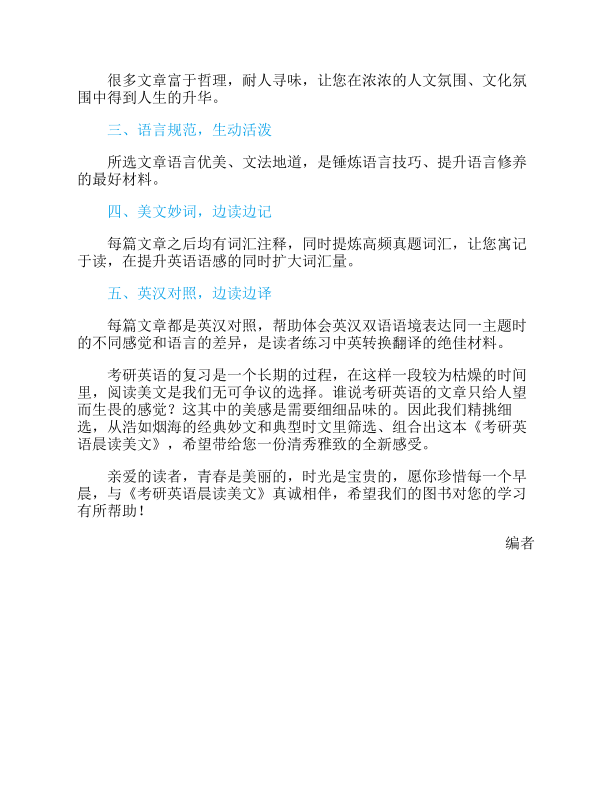 很多文章富于哲理，耐人寻味，让您在浓浓的人文氛围、文化氛
围中得到人生的升华。
三、语言规范，生动活泼
所选文章语言优美、文法地道，是锤炼语言技巧、提升语言修养
的最好材料。
四、美文妙词，边读边记
每篇文章之后均有词汇注释，同时提炼高频真题词汇，让您寓记
于读，在提升英语语感的同时扩大词汇量。
五、英汉对照，边读边译
每篇文章都是英汉对照，帮助体会英汉双语语境表达同一主题时
的不同感觉和语言的差异，是读者练习中英转换翻译的绝佳材料。
考研英语的复习是一个长期的过程，在这样一段较为枯燥的时间
里，阅读美文是我们无可争议的选择。谁说考研英语的文章只给人望
而生畏的感觉？这其中的美感是需要细细品味的。因此我们精挑细
选，从浩如烟海的经典妙文和典型时文里筛选、组合出这本《考研英
语晨读美文》，希望带给您一份清秀雅致的全新感受。
亲爱的读者，青春是美丽的，时光是宝贵的，愿你珍惜每一个早
晨，与《考研英语晨读美文》真诚相伴，希望我们的图书对您的学习
有所帮助！
编者